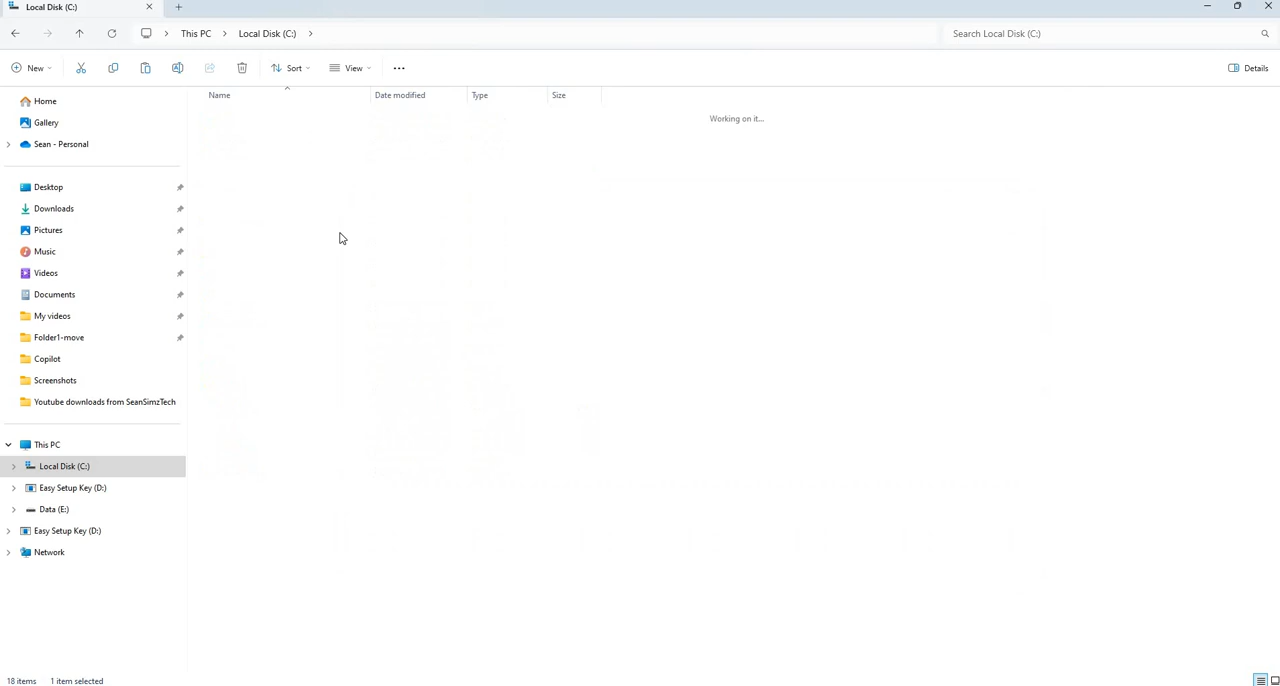 Local Disk (C:)
This PC
Local Disk (C:)
Search Local Disk (C:)
New
Sort
View
Details
Name
Date modified
Type
Size
Working on it...
Home
Gallery
Sean - Personal
Desktop
Downloads
Pictures
Music
Videos
Documents
My videos
Folder1-move
Copilot
Screenshots
Youtube downloads from SeanSimzTech
This PC
Local Disk (C:)
Easy Setup Key (D:)
Data (E:)
Easy Setup Key (D:)
Network
18 items
1 item selected